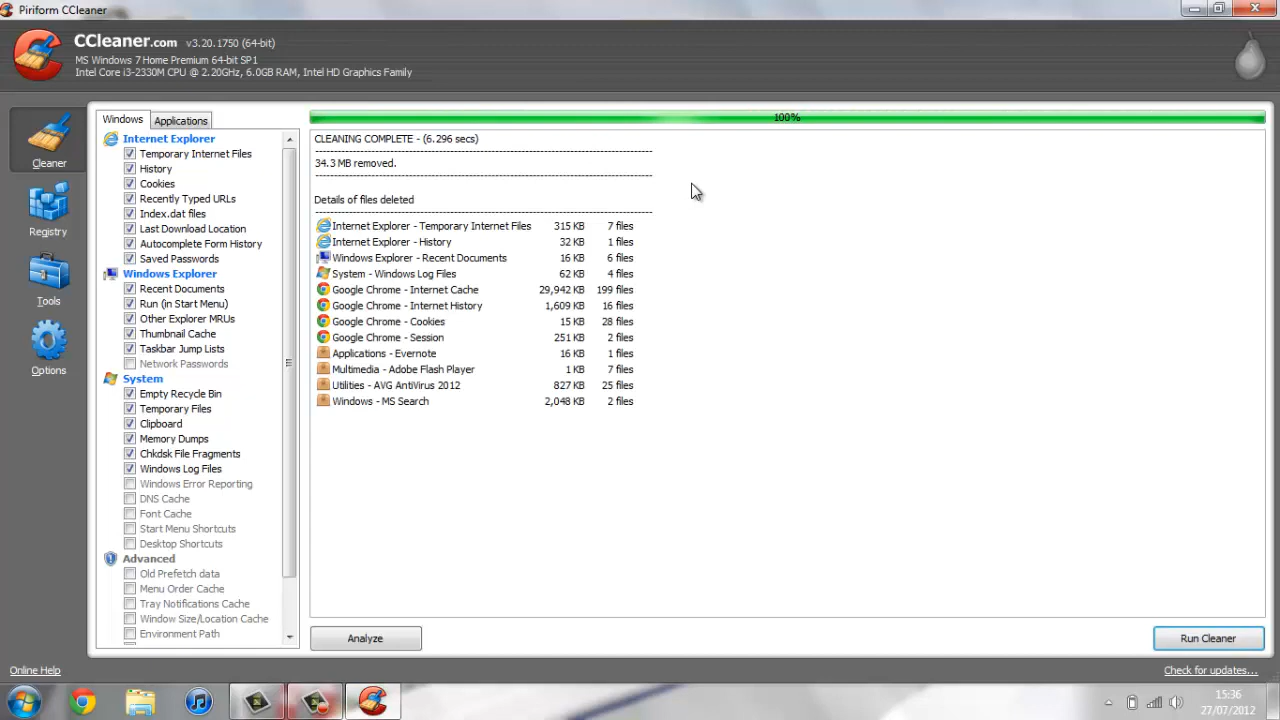 Piriform CCleaner
CCleaner.com v3.20.1750 (64-bit)
MS Windows 7 Home Premium 64-bit SP1
Intel Core i3-2330M CPU @ 2.20GHz, 6.0GB RAM, Intel HD Graphics Family
Cleaner
Registry
Tools
Options
Windows
Applications
Internet Explorer
Temporary Internet Files
History
Cookies
Recently Typed URLs
Index.dat files
Last Download Location
Autocomplete Form History
Saved Passwords
Windows Explorer
Recent Documents
Run (in Start Menu)
Other Explorer MRUs
Thumbnail Cache
Taskbar Jump Lists
Network Passwords
System
Empty Recycle Bin
Temporary Files
Clipboard
Memory Dumps
Chkdsk File Fragments
Windows Log Files
Windows Error Reporting
DNS Cache
Font Cache
Start Menu Shortcuts
Desktop Shortcuts
Advanced
Old Prefetch data
Menu Order Cache
Tray Notifications Cache
Window Size/Location Cache
Environment Path
100%
CLEANING COMPLETE - (6.296 secs)
34.3 MB removed.
Details of files deleted
Internet Explorer - Temporary Internet Files 315 KB 7 files
Internet Explorer - History 32 KB 1 files
Windows Explorer - Recent Documents 16 KB 6 files
System - Windows Log Files 62 KB 4 files
Google Chrome - Internet Cache 29,942 KB 199 files
Google Chrome - Internet History 1,609 KB 16 files
Google Chrome - Cookies 15 KB 28 files
Google Chrome - Session 251 KB 2 files
Applications - Evernote 16 KB 1 files
Multimedia - Adobe Flash Player 1 KB 7 files
Utilities - AVG AntiVirus 2012 827 KB 25 files
Windows - MS Search 2,048 KB 2 files
Analyze
Run Cleaner
Online Help
Check for updates...
15:36
27/07/2012